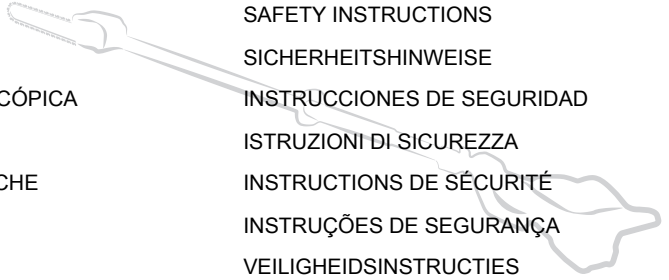 SAFETY INSTRUCTIONS
SICHERHEITSHINWEISE
CÓPICA INSTRUCCIONES DE SEGURIDAD
ISTRUZIONI DI SICUREZZA
CHE INSTRUCTIONS DE SÉCURITÉ
INSTRUÇÕES DE SEGURANÇA
VEILIGHEIDSINSTRUCTIES